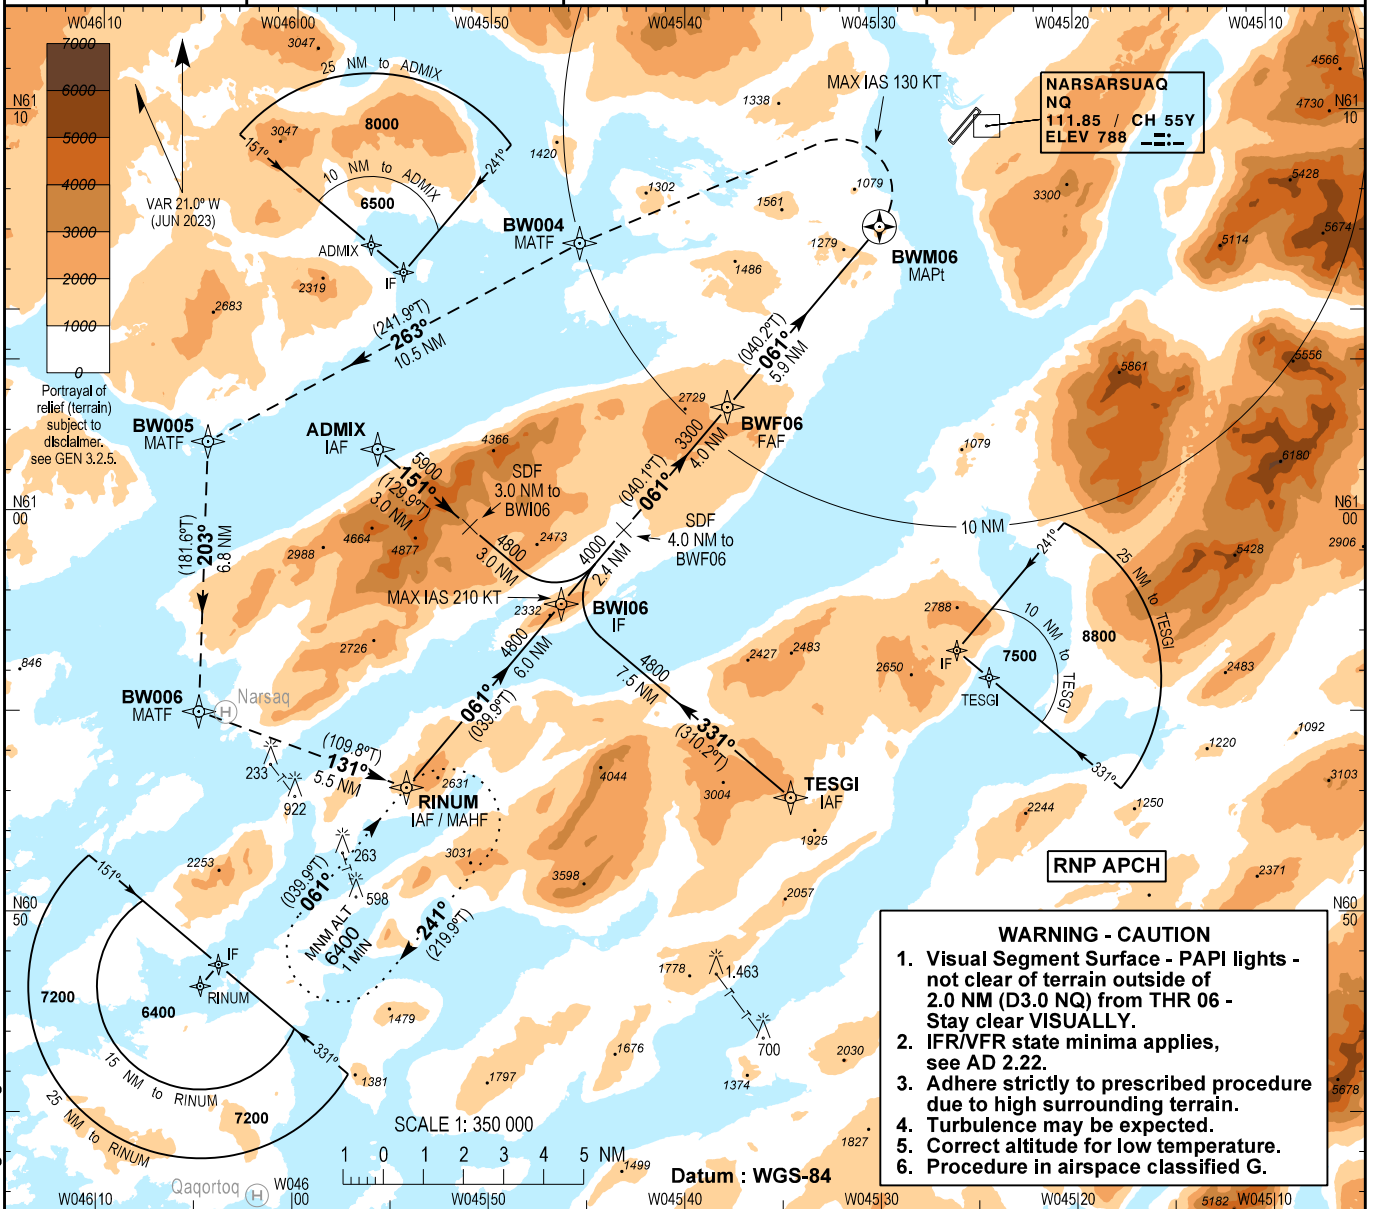 W046|10
W046|00
W045|50
W045|40
W045|30
W045|20
W045|10
7000
6000
5000
4000
3000
2000
1000
0
Portrayal of
relief (terrain)
subject to
disclaimer.
see GEN 3.2.5.
N61
10
VAR 21.0° W
(JUN 2023)
3047
25 NM to ADMIX
3047
8000
151°
241°
10 NM to ADMIX
6500
ADMIX
IF
2319
2683
1420
1338
MAX IAS 130 KT
NARSARSUAQ
NQ
111.85 / CH 55Y
ELEV 788
4566
4730
N61
10
5428
3300
5674
5114
1302
1561
1079
1279
1486
BW004
MATF
BWM06
MAPt
(241.9°T)
263°
10.5 NM
(040.2°T)
061°
5.9 NM
5861
5556
BW005
MATF
ADMIX
IAF
2729
3300
4.0 NM
BWF06
FAF
4366
5900
151°
(129.9°T)
3.0 NM
SDF
3.0 NM to
BWI06
(040.1°T)
061°
1079
6180
N61
00
N61
00
10 NM
4664
4877
2988
2473
4800
3.0 NM
4000
2.4 NM
SDF
4.0 NM to
BWF06
5428
2906
(181.6°T)
203°
6.8 NM
MAX IAS 210 KT
2332
BWI06
IF
241°
25 NM to TESGI
2788
10 NM to TESGI
8800
7500
IF
TESGI
331°
846
2726
4800
6.0 NM
061°
(039.9°T)
4800
7.5 NM
331°
(310.2°T)
2427
2483
2650
2483
BW006
MATF
H
Narsaq
(109.8°T)
131°
5.5 NM
233
922
2631
RINUM
IAF / MAHF
4044
3004
TESGI
IAF
1925
1220
1092
3103
2244
1250
263
598
3031
3598
2057
(039.9°T)
061°
MNM ALT
6400
1 MIN
241°
(219.9°T)
2253
151°
IF
RINUM
7200
6400
15 NM to RINUM
7200
25 NM to RINUM
331°
N60
50
N60
50
RNP APCH
2371
1778
1.463
700
1479
1676
1374
2030
1381
1797
1827
1499
5678
5182
WARNING - CAUTION
1. Visual Segment Surface - PAPI lights -
not clear of terrain outside of
2.0 NM (D3.0 NQ) from THR 06 -
Stay clear VISUALLY.
2. IFR/VFR state minima applies,
see AD 2.22.
3. Adhere strictly to prescribed procedure
due to high surrounding terrain.
4. Turbulence may be expected.
5. Correct altitude for low temperature.
6. Procedure in airspace classified G.
SCALE 1: 350 000
1 0 1 2 3 4 5 NM
Datum : WGS-84
Qaqortoq
H
W046|10
W046
00
W045|50
W045|40
W045|30
W045|20
W045|10